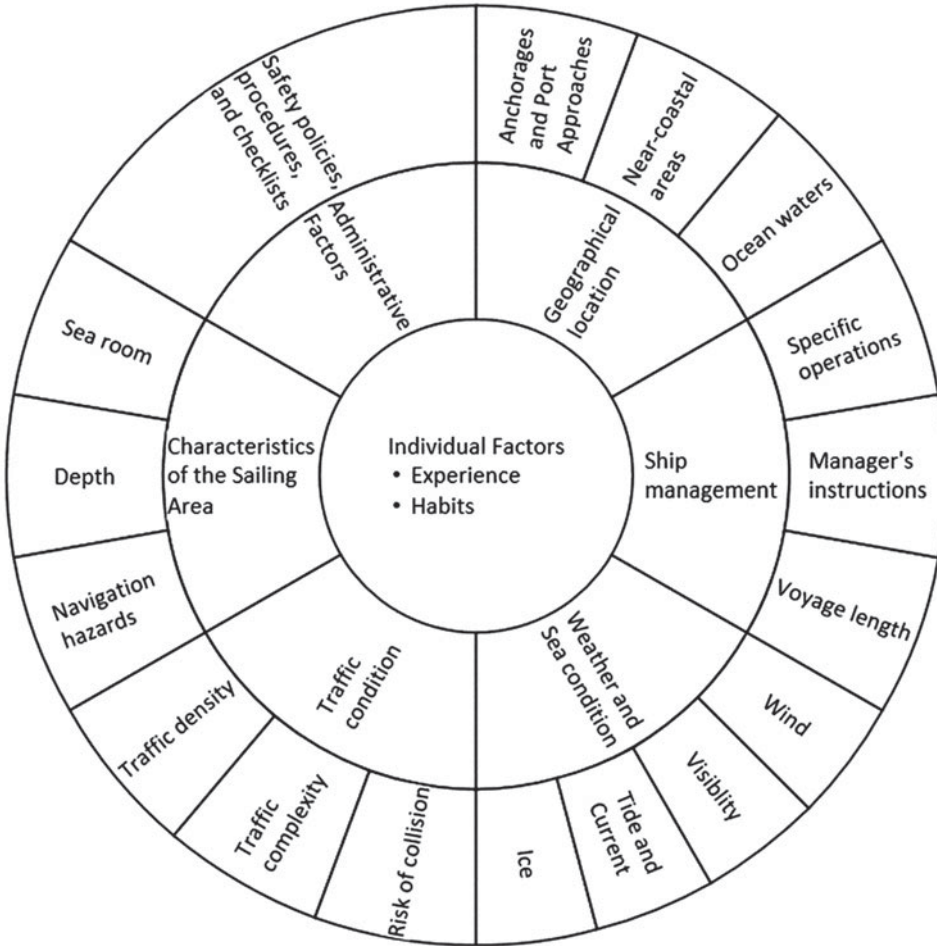 Individual Factors
• Experience
• Habits
Geographical
location
Anchorages
and Port
Approaches
Near-coastal
areas
Ocean waters
Ship
management
Specific
operations
Manager's
instructions
Voyage length
Weather and
Sea condition
Wind
Visiblity
Tide and
Current
Ice
Traffic
condition
Risk of collision
Traffic
complexity
Traffic density
Characteristics
of the Sailing
Area
Navigation
hazards
Depth
Sea room
Administrative
Factors
Safety policies,
procedures,
and checklists